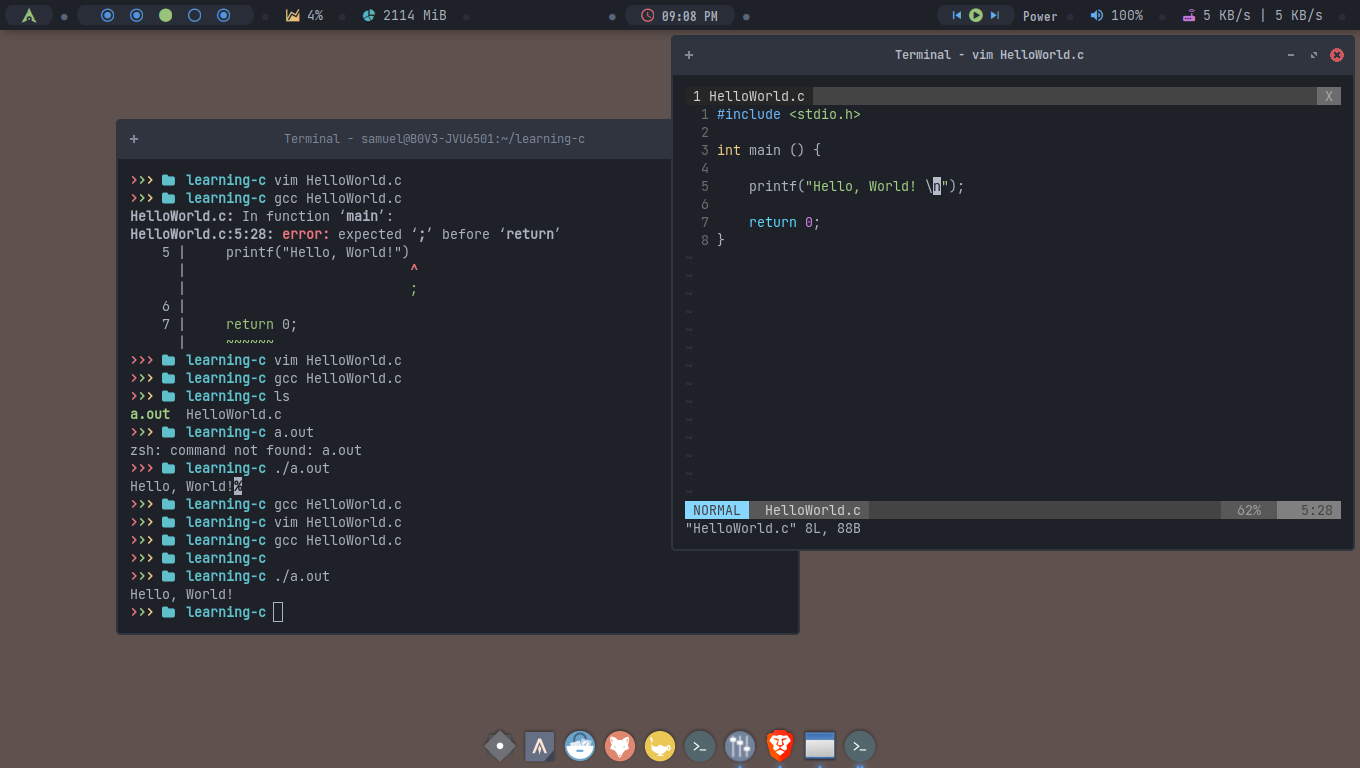 4%
2114 MiB
09:08 PM
Power
100%
5 KB/s | 5 KB/s
Terminal - samuel@B0V3-JVU6501:~/learning-c
>>> learning-c vim HelloWorld.c
>>> learning-c gcc HelloWorld.c
HelloWorld.c: In function ‘main’:
HelloWorld.c:5:28: error: expected ‘;’ before ‘return’
5 |     printf("Hello, World!")
|                            ^
|                            ;
6 |
7 |     return 0;
|     ~~~~~~
>>> learning-c vim HelloWorld.c
>>> learning-c gcc HelloWorld.c
>>> learning-c ls
a.out  HelloWorld.c
>>> learning-c a.out
zsh: command not found: a.out
>>> learning-c ./a.out
Hello, World!%
>>> learning-c gcc HelloWorld.c
>>> learning-c vim HelloWorld.c
>>> learning-c gcc HelloWorld.c
>>> learning-c
>>> learning-c ./a.out
Hello, World!
>>> learning-c
Terminal - vim HelloWorld.c
1 HelloWorld.c X
1 #include <stdio.h>
2
3 int main () {
4
5     printf("Hello, World! \n");
6
7     return 0;
8 }
~
~
~
~
~
~
~
~
~
~
~
~
~
~
NORMAL HelloWorld.c 62% 5:28
"HelloWorld.c" 8L, 88B